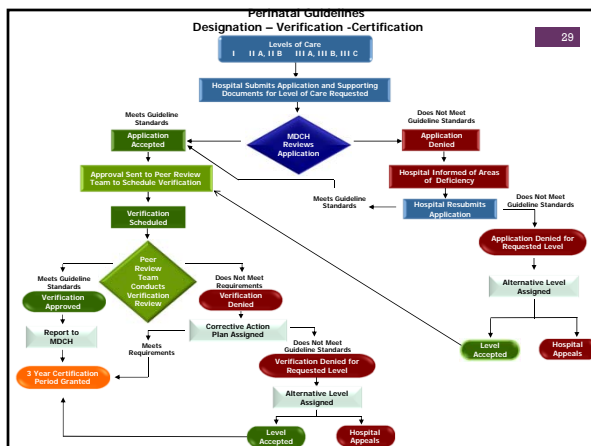 Perinatal Guidelines
Designation – Verification -Certification
29
Levels of Care
I II A, II B III A, III B, III C
Hospital Submits Application and Supporting
Documents for Level of Care Requested
Meets Guideline
Standards
Does Not Meet
Guideline Standards
Application
Accepted
MDCH
Reviews
Application
Application
Denied
Approval Sent to Peer Review
Team to Schedule Verification
Hospital Informed of Areas
of Deficiency
Meets Guideline
Standards
Does Not Meet
Guideline Standards
Hospital Resubmits
Application
Verification
Scheduled
Application Denied for
Requested Level
Peer
Review
Team
Conducts
Verification
Review
Meets Guideline
Standards
Does Not Meet
Requirements
Verification
Approved
Verification
Denied
Alternative Level
Assigned
Report to
MDCH
Corrective Action
Plan Assigned
Meets
Requirements
Does Not Meet
Guideline Standards
Level
Accepted
Hospital
Appeals
3 Year Certification
Period Granted
Verification Denied for
Requested Level
Alternative Level
Assigned
Level
Accepted
Hospital
Appeals